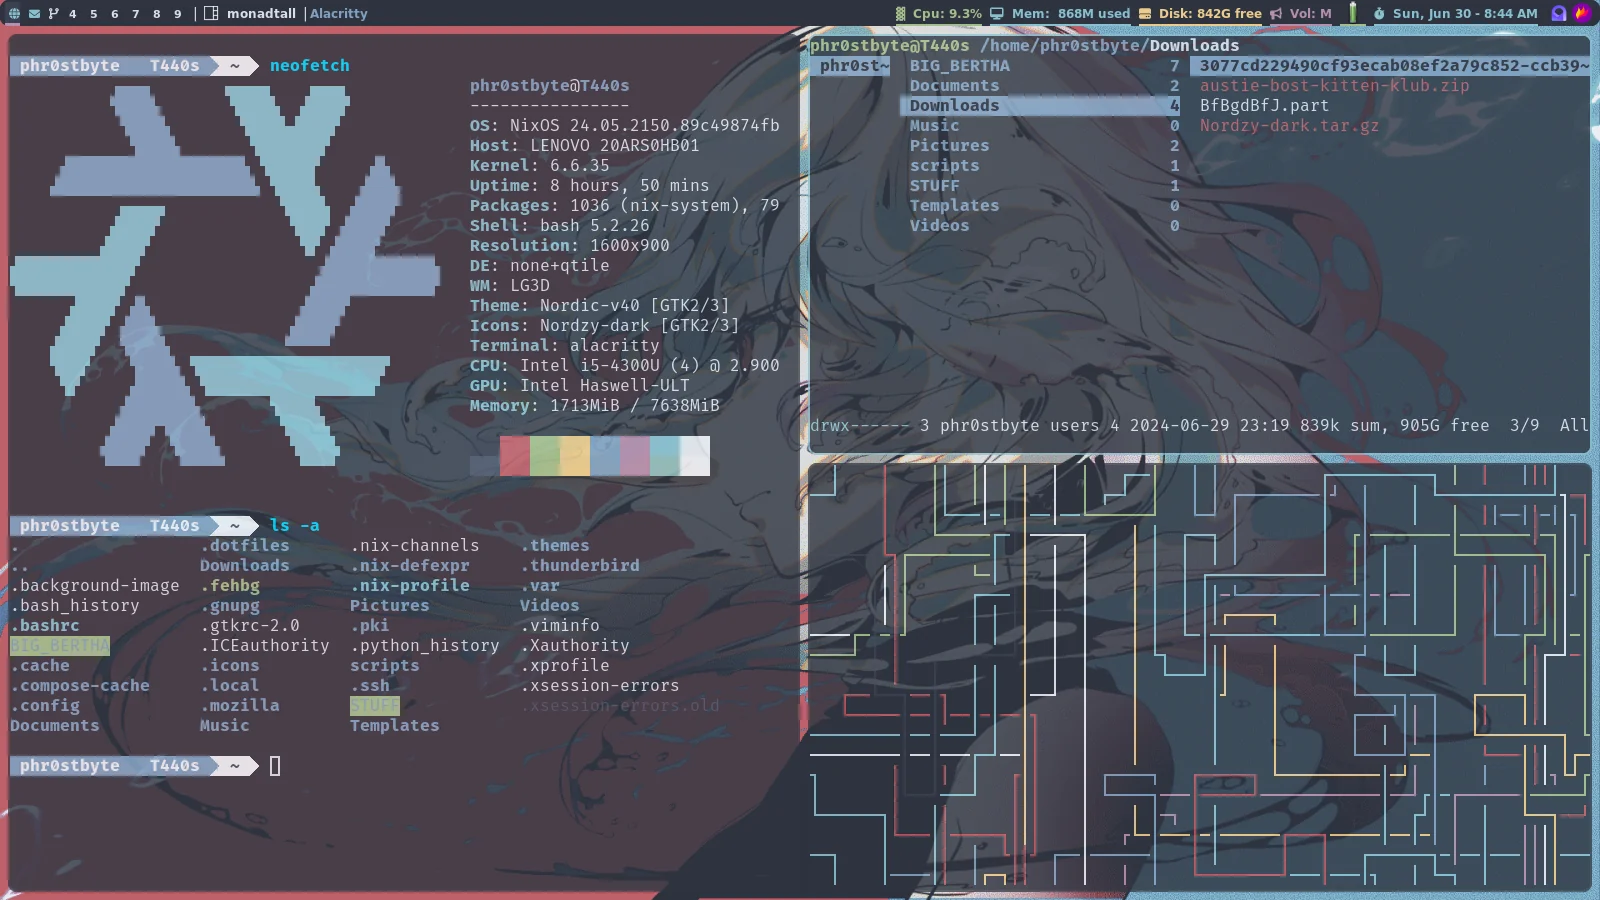 4 5 6 7 8 9 | monadtall | Alacritty Cpu: 9.3% Mem: 868M used Disk: 842G free Vol: M Sun, Jun 30 - 8:44 AM
phr0stbyte T440s ~ neofetch
phr0stbyte@T440s
----------------
OS: NixOS 24.05.2150.89c49874fb
Host: LENOVO 20ARS0HB01
Kernel: 6.6.35
Uptime: 8 hours, 50 mins
Packages: 1036 (nix-system), 79
Shell: bash 5.2.26
Resolution: 1600x900
DE: none+qtile
WM: LG3D
Theme: Nordic-v40 [GTK2/3]
Icons: Nordzy-dark [GTK2/3]
Terminal: alacritty
CPU: Intel i5-4300U (4) @ 2.900
GPU: Intel Haswell-ULT
Memory: 1713MiB / 7638MiB
phr0stbyte T440s ~ ls -a
. .dotfiles .nix-channels .themes
.. Downloads .nix-defexpr .thunderbird
.background-image .fehbg .nix-profile .var
.bash_history .gnupg Pictures Videos
.bashrc .gtkrc-2.0 .pki .viminfo
BIG_BERTHA .ICEauthority .python_history .Xauthority
.cache .icons scripts .xprofile
.compose-cache .local .ssh .xsession-errors
.config .mozilla STUFF .xsession-errors.old
Documents Music Templates
phr0stbyte T440s ~
phr0stbyte@T440s /home/phr0stbyte/Downloads
phr0st~ BIG_BERTHA 7 3077cd229490cf93ecab08ef2a79c852-ccb39~
Documents 2 austie-bost-kitten-klub.zip
Downloads 4 BfBgdBfJ.part
Music 0 Nordzy-dark.tar.gz
Pictures 2
scripts 1
STUFF 1
Templates 0
Videos 0
drwx------ 3 phr0stbyte users 4 2024-06-29 23:19 839k sum, 905G free 3/9 All